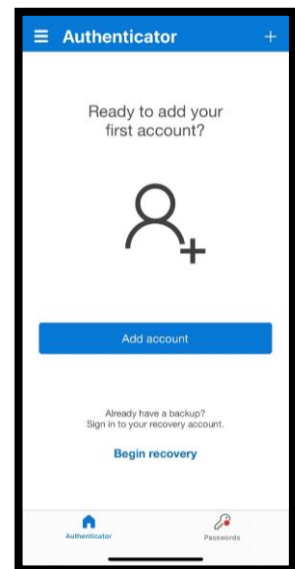 Authenticator
Ready to add your
first account?
Add account
Already have a backup?
Sign in to your recovery account.
Begin recovery
Authenticator
Passwords